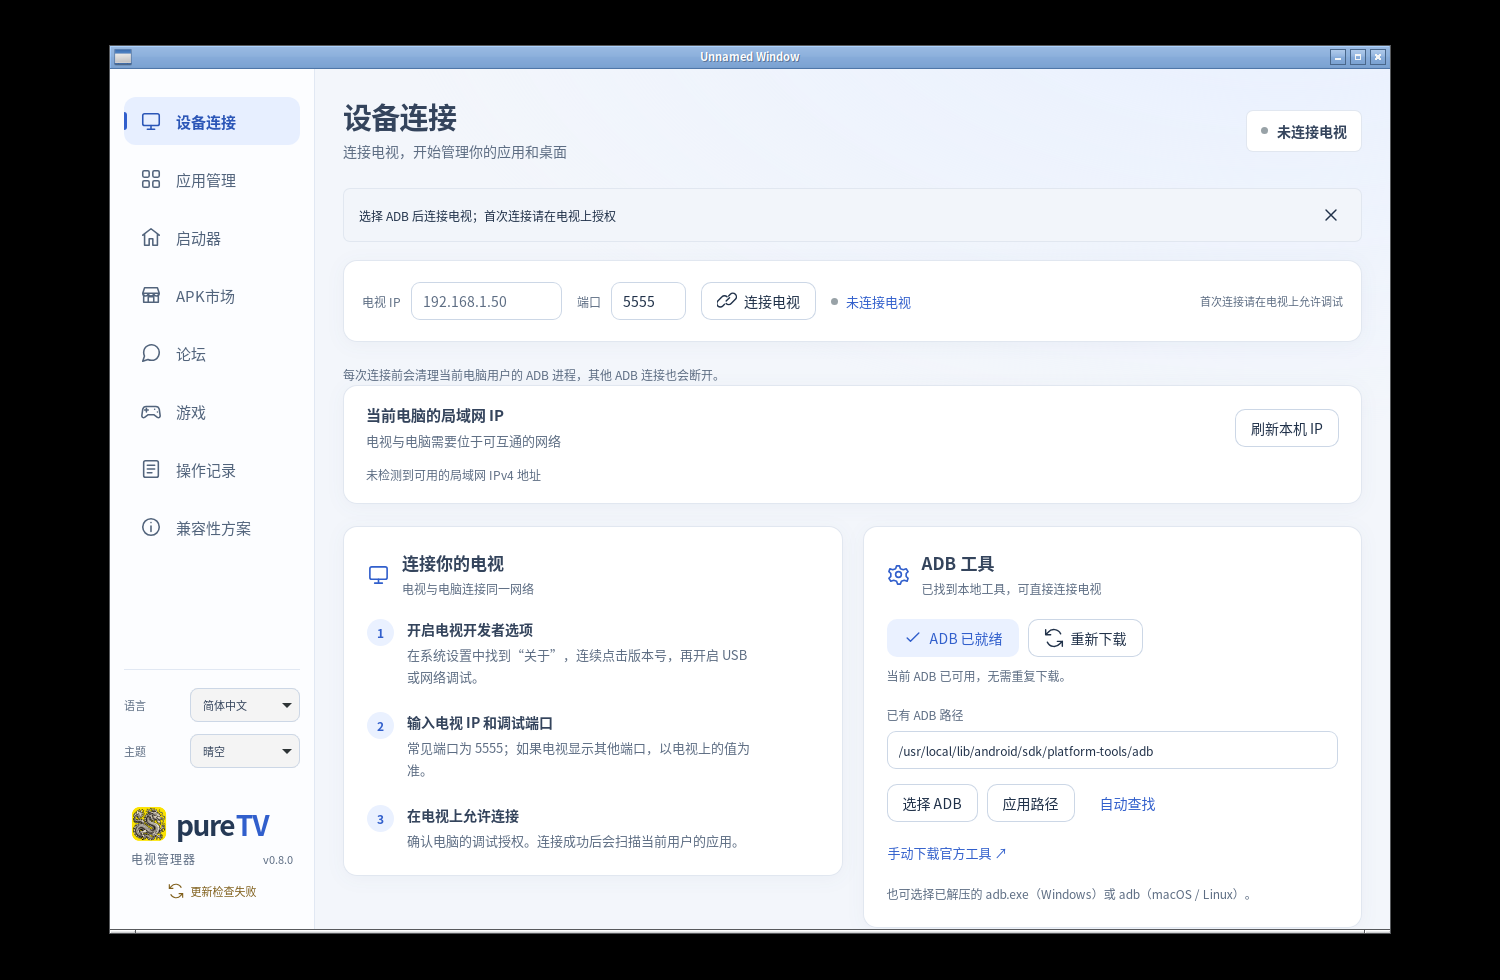 Unnamed Window
设备连接
应用管理
启动器
APK市场
论坛
游戏
操作记录
兼容性方案
语言
简体中文
主题
晴空
pureTV
电视管理器
v0.8.0
更新检查失败
设备连接
连接电视，开始管理你的应用和桌面
未连接电视
选择 ADB 后连接电视；首次连接请在电视上授权
电视 IP
192.168.1.50
端口
5555
连接电视
未连接电视
首次连接请在电视上允许调试
每次连接前会清理当前电脑用户的 ADB 进程，其他 ADB 连接也会断开。
当前电脑的局域网 IP
电视与电脑需要位于可互通的网络
未检测到可用的局域网 IPv4 地址
刷新本机 IP
连接你的电视
电视与电脑连接同一网络
1
开启电视开发者选项
在系统设置中找到“关于”，连续点击版本号，再开启 USB
或网络调试。
2
输入电视 IP 和调试端口
常见端口为 5555；如果电视显示其他端口，以电视上的值为
准。
3
在电视上允许连接
确认电脑的调试授权。连接成功后会扫描当前用户的应用。
ADB 工具
已找到本地工具，可直接连接电视
ADB 已就绪
重新下载
当前 ADB 已可用，无需重复下载。
已有 ADB 路径
/usr/local/lib/android/sdk/platform-tools/adb
选择 ADB
应用路径
自动查找
手动下载官方工具 ↗
也可选择已解压的 adb.exe（Windows）或 adb（macOS / Linux）。